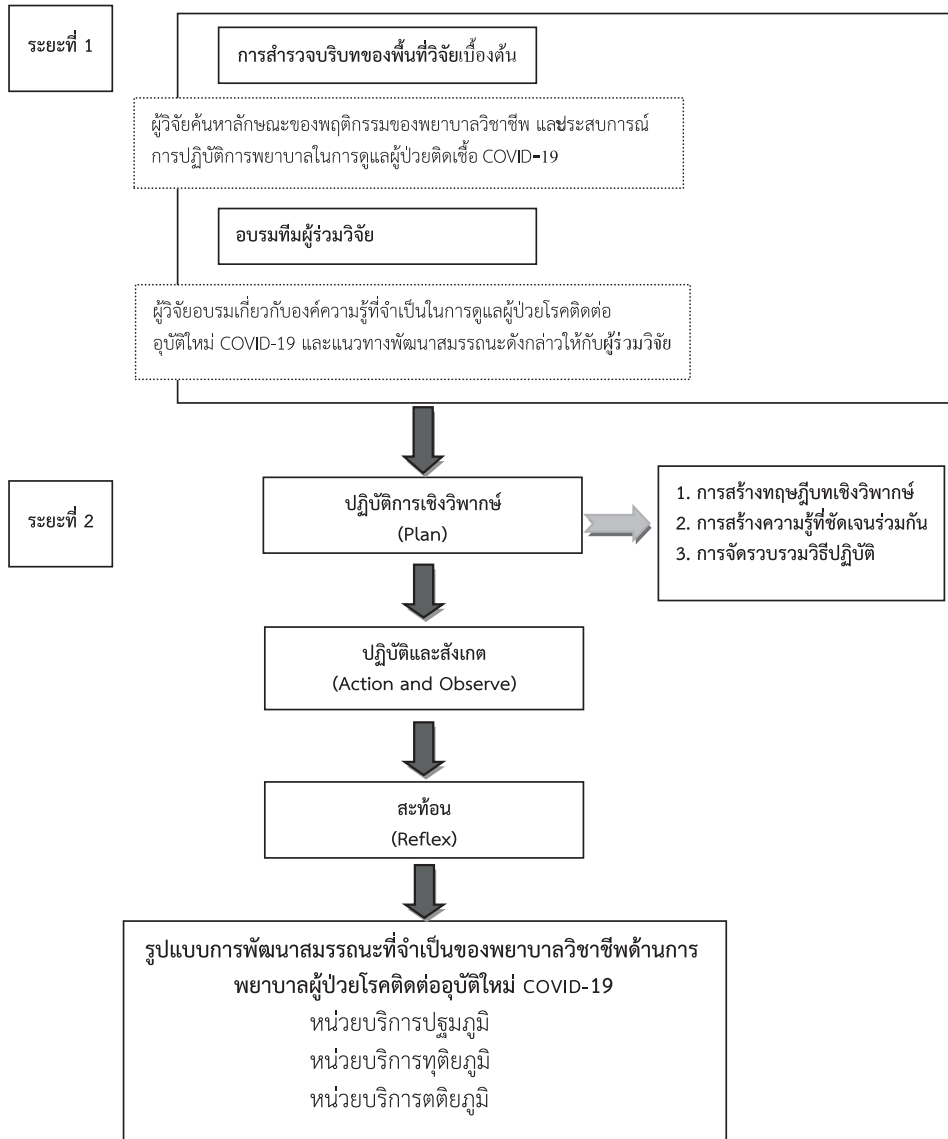 ระยะที่ 1
การสำรวจบริบทของพื้นที่วิจัยเบื้องต้น
ผู้วิจัยค้นหาลักษณะของพฤติกรรมของพยาบาลวิชาชีพ และประสบการณ์
การปฏิบัติการพยาบาลในการดูแลผู้ป่วยติดเชื้อ COVID-19
อบรมทีมผู้ร่วมวิจัย
ผู้วิจัยอบรมเกี่ยวกับองค์ความรู้ที่จำเป็นในการดูแลผู้ป่วยโรคติดต่อ
อุบัติใหม่ COVID-19 และแนวทางพัฒนาสมรรถนะดังกล่าวให้กับผู้ร่วมวิจัย
ระยะที่ 2
ปฏิบัติการเชิงวิพากษ์
(Plan)
1. การสร้างทฤษฎีบทเชิงวิพากษ์
2. การสร้างความรู้ที่ชัดเจนร่วมกัน
3. การจัดรวบรวมวิธีปฏิบัติ
ปฏิบัติและสังเกต
(Action and Observe)
สะท้อน
(Reflex)
รูปแบบการพัฒนาสมรรถนะที่จำเป็นของพยาบาลวิชาชีพด้านการ
พยาบาลผู้ป่วยโรคติดต่ออุบัติใหม่ COVID-19
หน่วยบริการปฐมภูมิ
หน่วยบริการทุติยภูมิ
หน่วยบริการตติยภูมิ